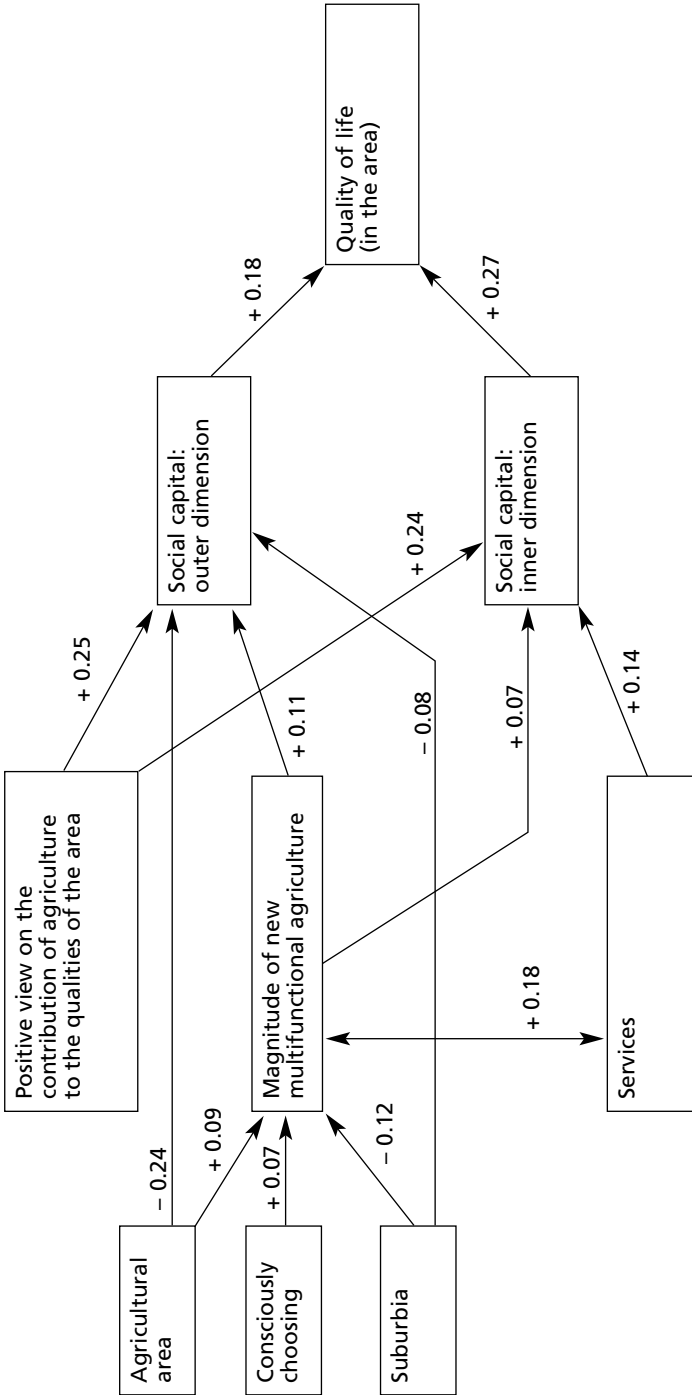 Agricultural
area
Consciously
choosing
Suburbia
− 0.24
+ 0.09
+ 0.07
− 0.12
Positive view on the
contribution of agriculture
to the qualities of the area
Magnitude of new
multifunctional agriculture
+ 0.18
Services
+ 0.25
+ 0.11
− 0.08
+ 0.24
+ 0.07
+ 0.14
Social capital:
outer dimension
Social capital:
inner dimension
+ 0.18
+ 0.27
Quality of life
(in the area)